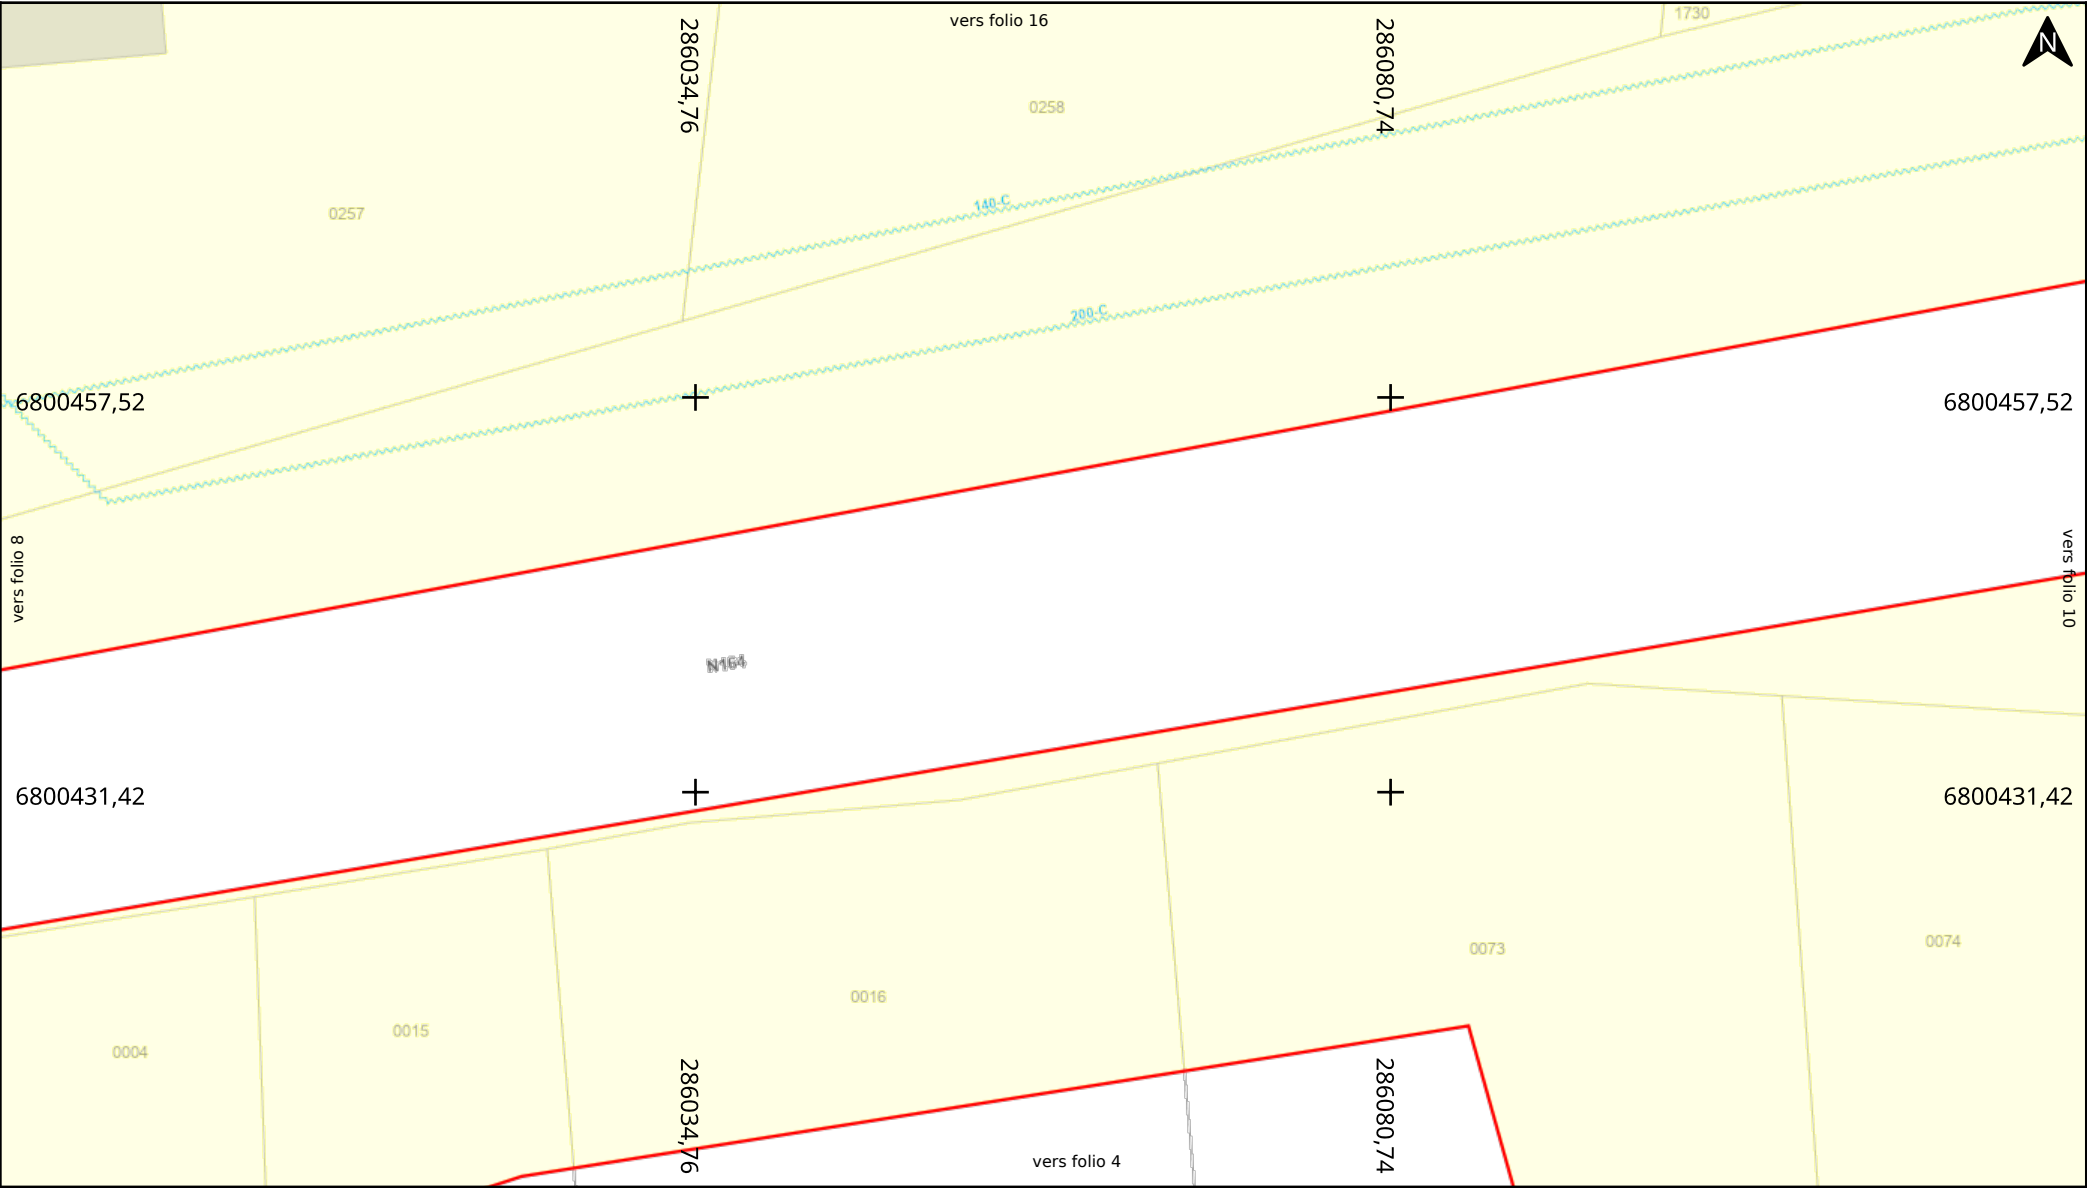 vers folio 16
1730
N
286034,76
286080,74
0258
0257
140-C
200-C
6800457,52
6800457,52
vers folio 8
vers folio 10
N164
6800431,42
6800431,42
0073
0074
0016
0015
0004
286034,76
286080,74
vers folio 4